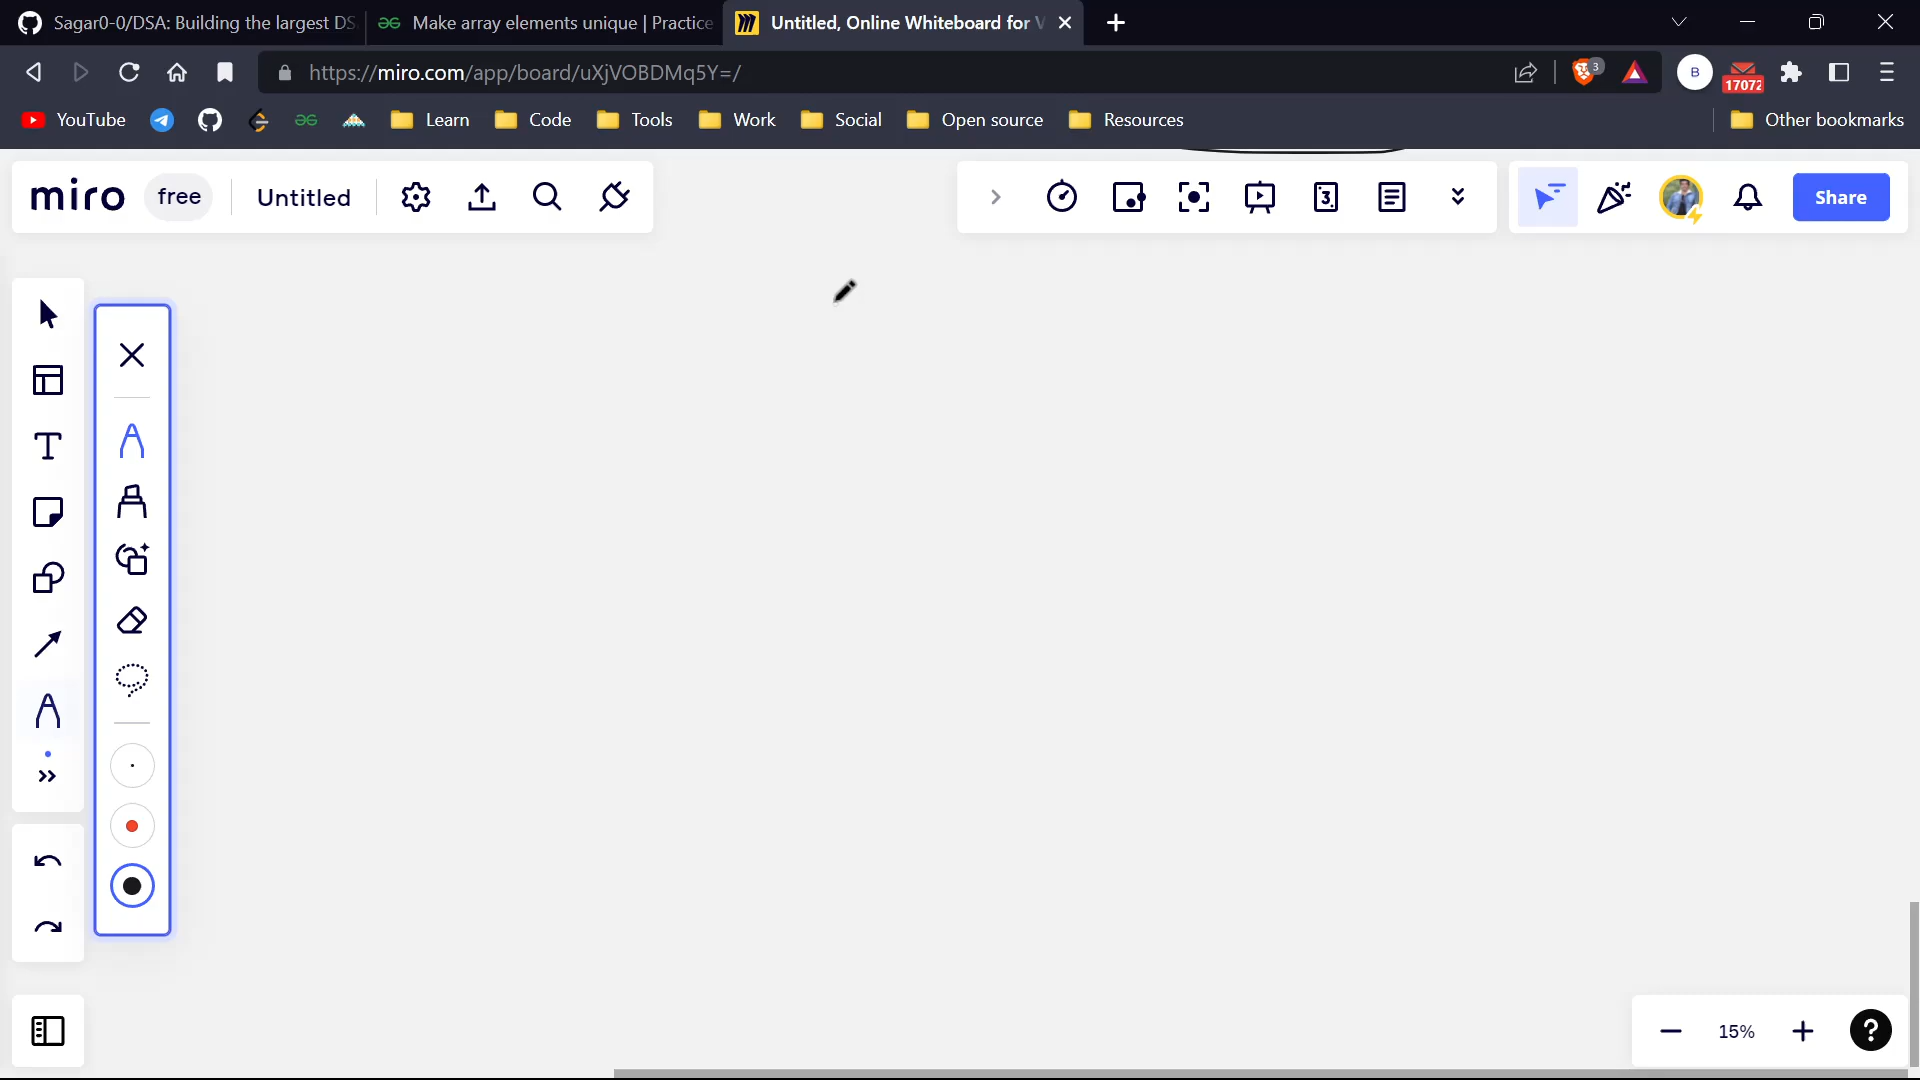 Sagar0-0/DSA: Building the largest DS
Make array elements unique | Practice
Untitled, Online Whiteboard for V
https://miro.com/app/board/uXjVOBDMq5Y=/
3
B
17072
YouTube
Learn
Code
Tools
Work
Social
Open source
Resources
Other bookmarks
miro
free
Untitled
3
Share
15%
?